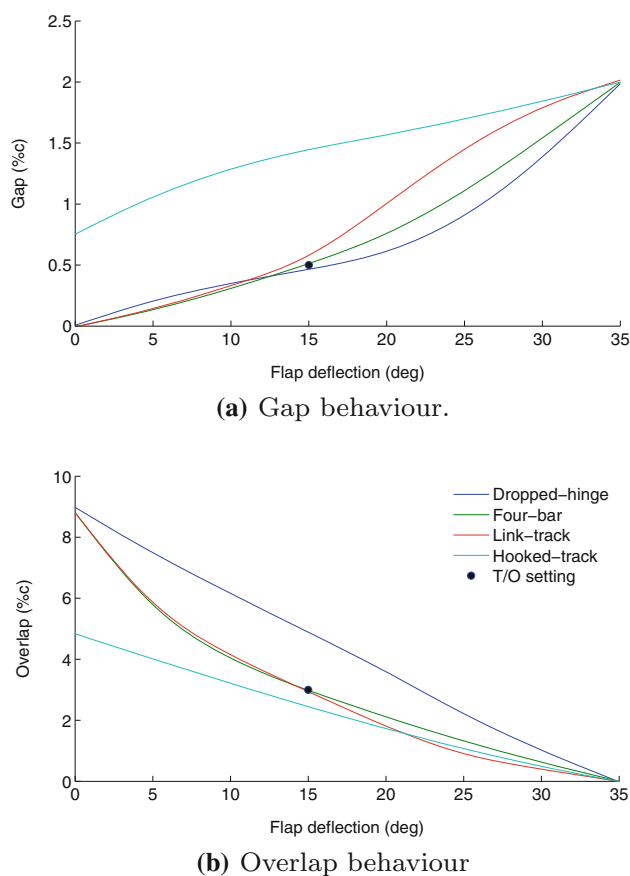 2.5
2
1.5
1
0.5
0
Gap (%c)
0 5 10 15 20 25 30 35
Flap deflection (deg)
(a) Gap behaviour.
10
8
6
4
2
0
Overlap (%c)
Dropped−hinge
Four−bar
Link−track
Hooked−track
T/O setting
0 5 10 15 20 25 30 35
Flap deflection (deg)
(b) Overlap behaviour